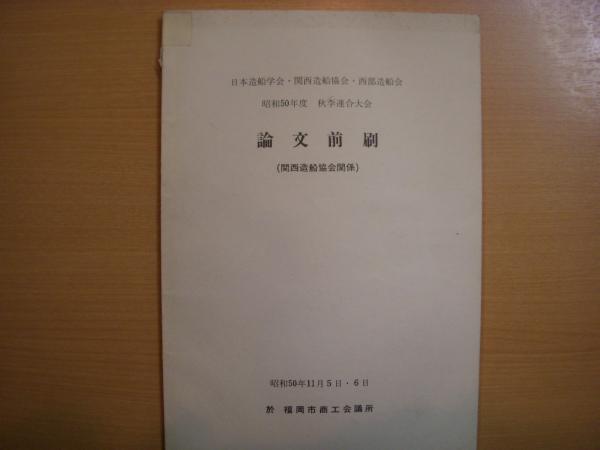 日本造船学会・関西造船協会・西部造船会
昭和50年度 秋季連合大会
論文前刷
(関西造船協会関係)
昭和50年11月5日・6日
於 福岡市商工会議所